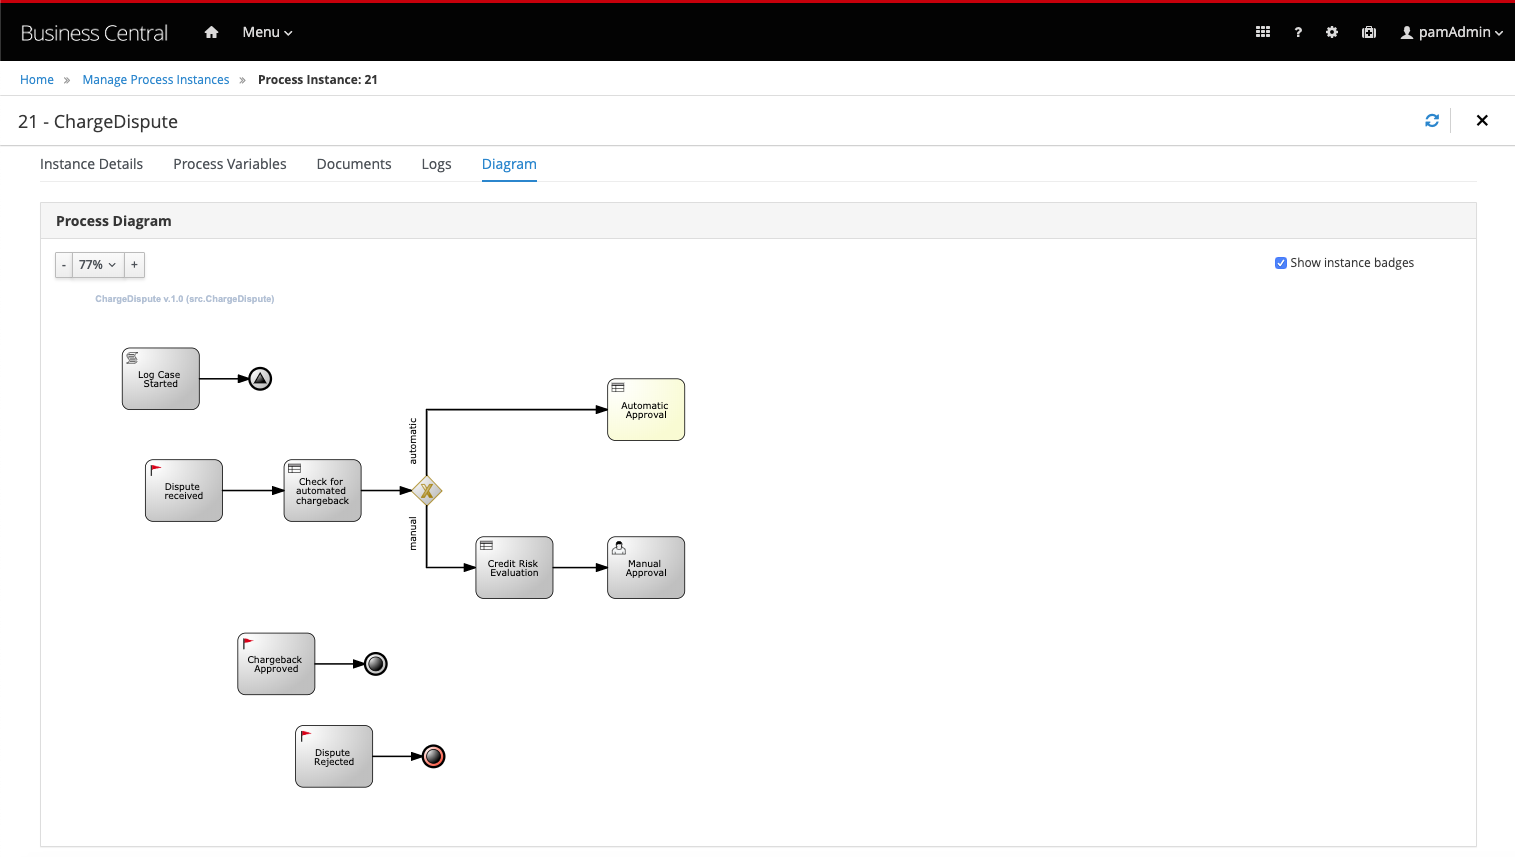 Business Central
Menu
?
pamAdmin
Home » Manage Process Instances » Process Instance: 21
21 - ChargeDispute
Instance Details
Process Variables
Documents
Logs
Diagram
Process Diagram
- 77% +
Show instance badges
ChargeDispute v.1.0 (src.ChargeDispute)
Log Case
Started
Automatic
Approval
automatic
Dispute
received
Check for
automated
chargeback
manual
Credit Risk
Evaluation
Manual
Approval
Chargeback
Approved
Dispute
Rejected